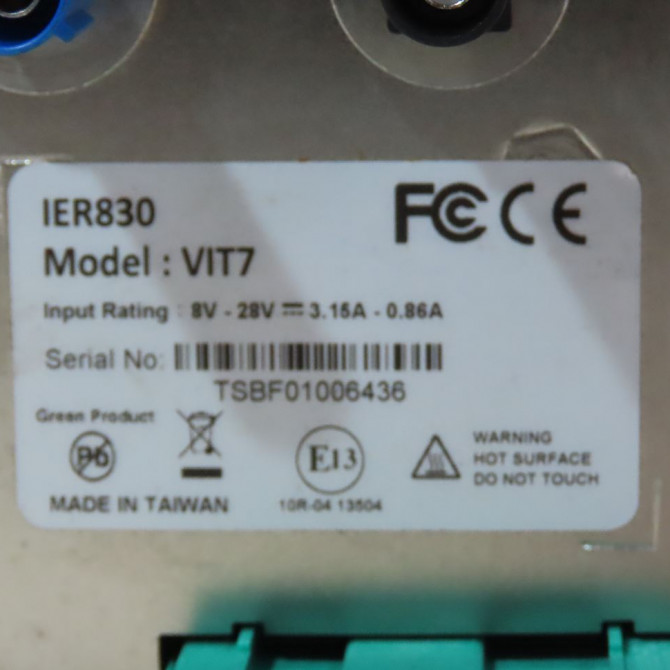 IER830
FC CE
Model : VIT7
Input Rating : 8V - 28V ⎓ 3.15A - 0.86A
Serial No:
TSBF01006436
Green Product
Pb
E13
WARNING
HOT SURFACE
DO NOT TOUCH
MADE IN TAIWAN
10R-04 13504